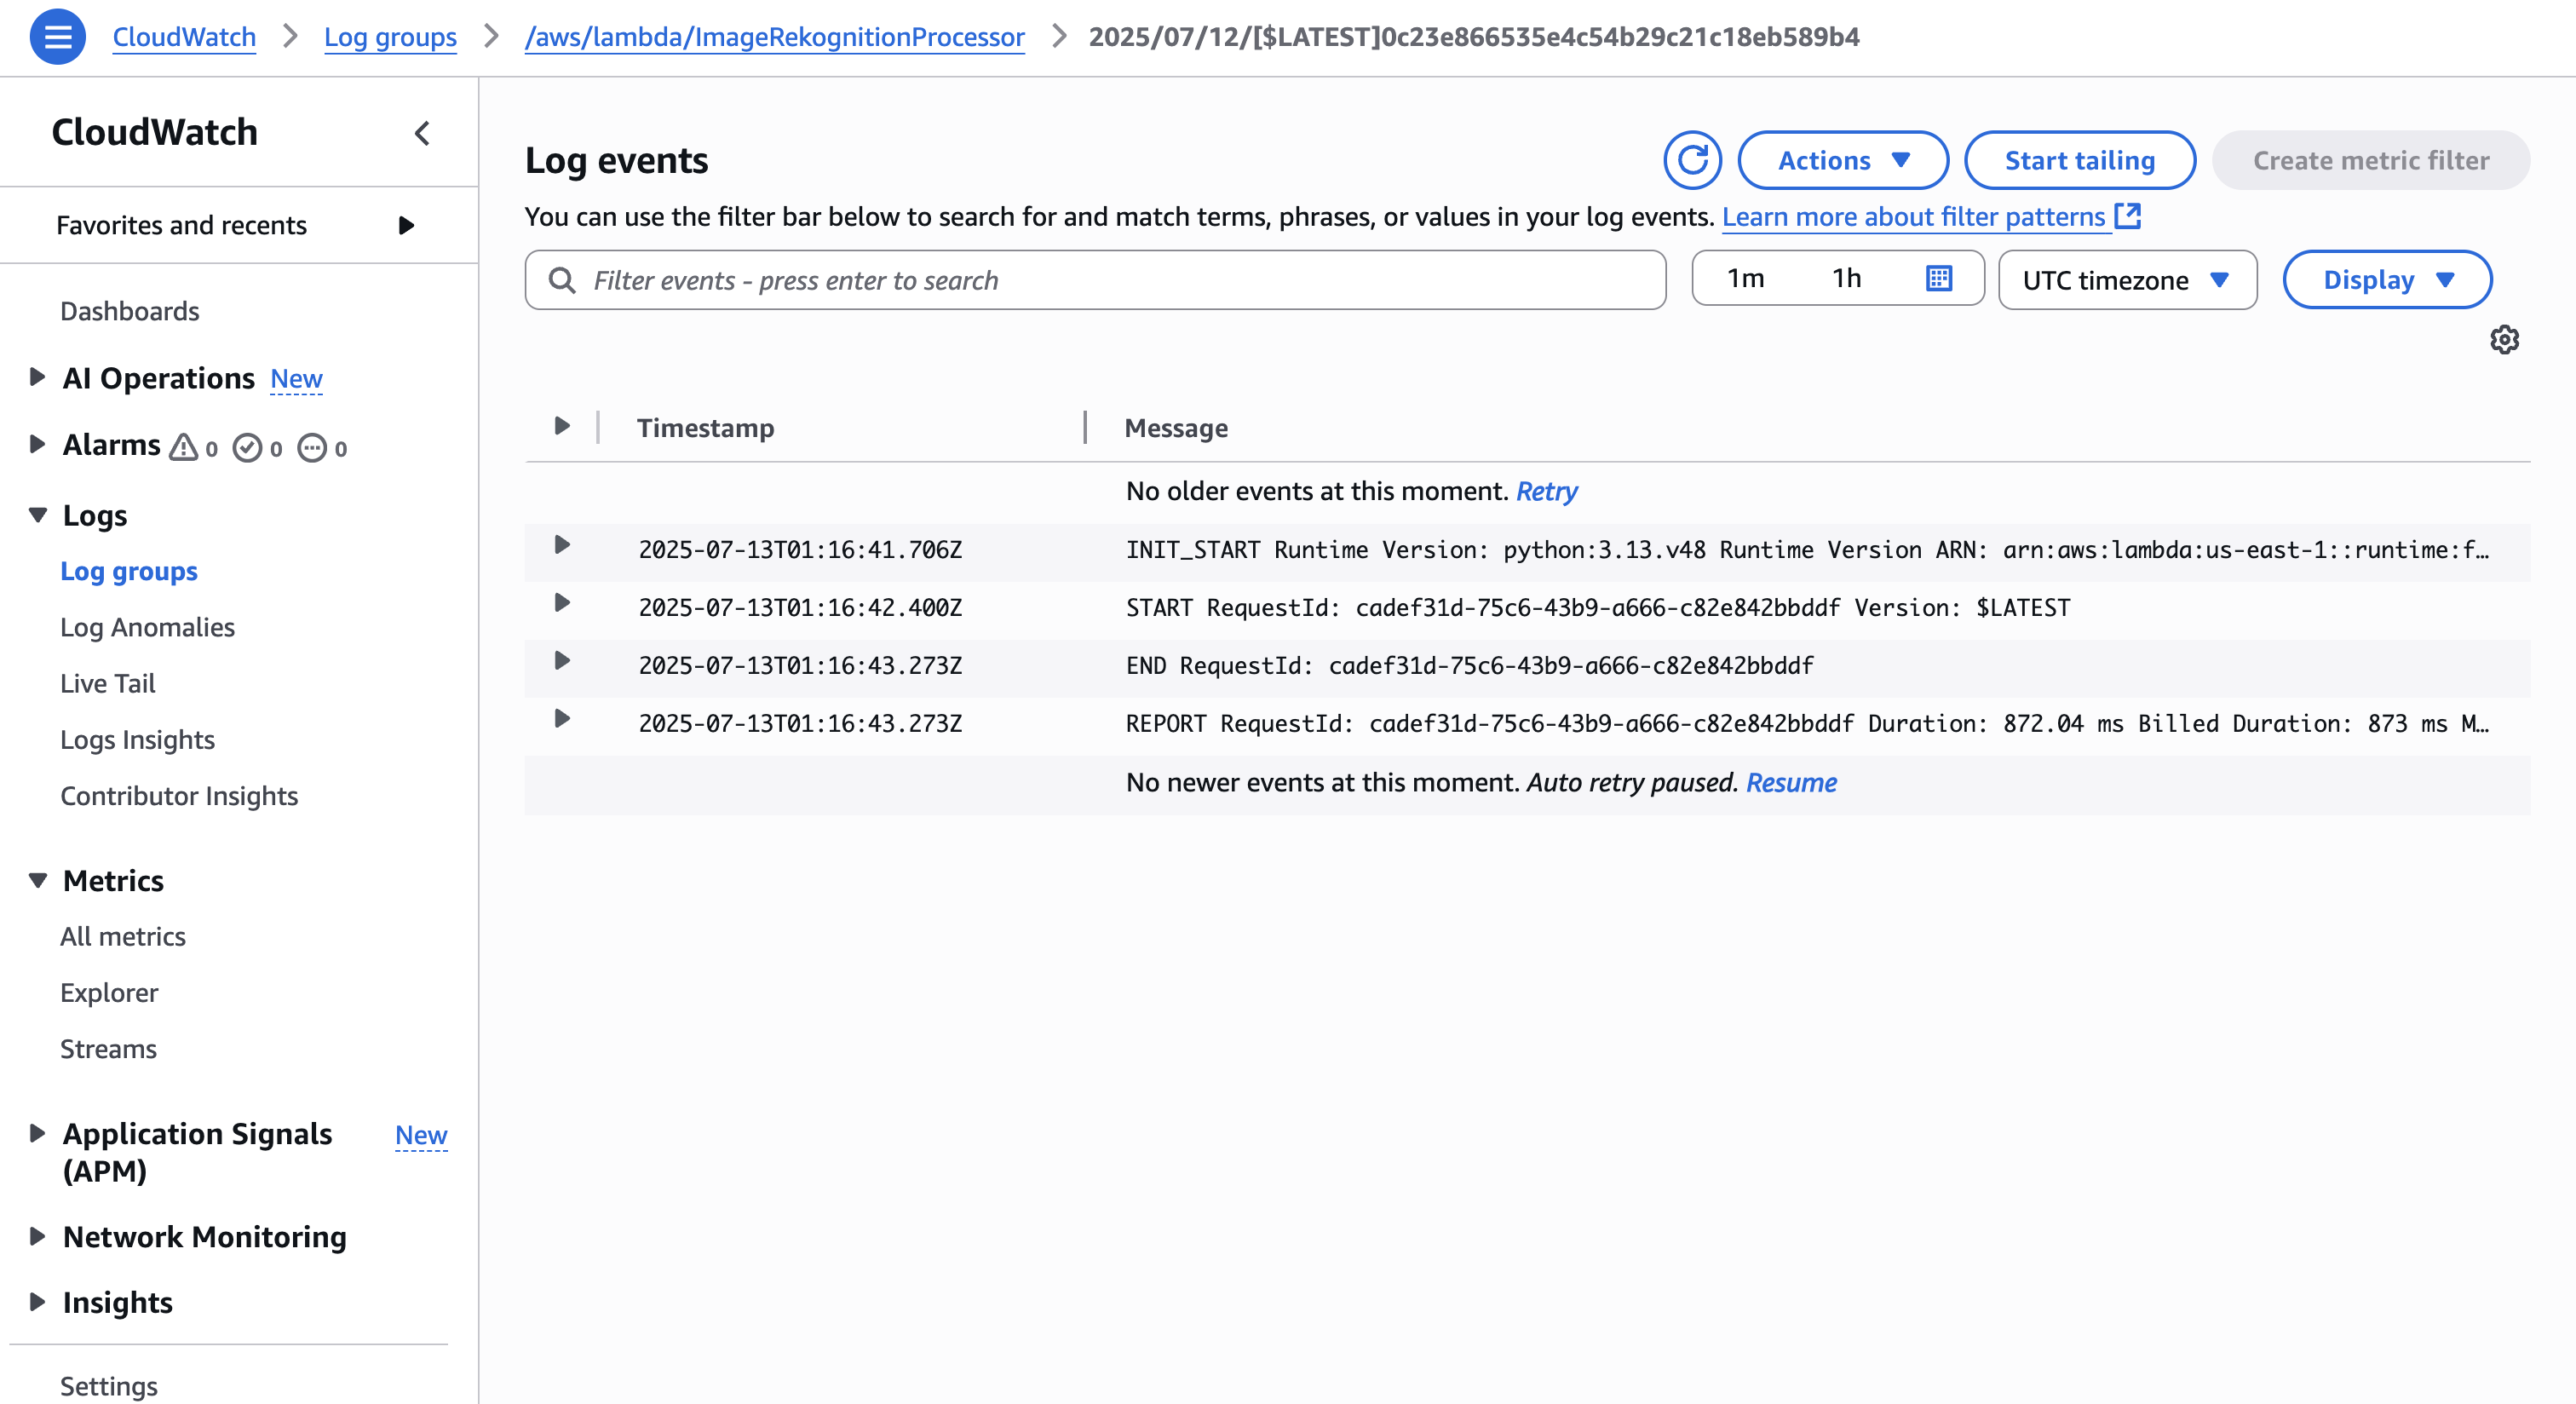 CloudWatch > Log groups > /aws/lambda/ImageRekognitionProcessor > 2025/07/12/[$LATEST]0c23e866535e4c54b29c21c18eb589b4
CloudWatch
Favorites and recents
Dashboards
AI Operations New
Alarms 0 0 0
Logs
Log groups
Log Anomalies
Live Tail
Logs Insights
Contributor Insights
Metrics
All metrics
Explorer
Streams
Application Signals New
(APM)
Network Monitoring
Insights
Settings
Log events
Actions
Start tailing
Create metric filter
You can use the filter bar below to search for and match terms, phrases, or values in your log events. Learn more about filter patterns
Filter events - press enter to search
1m 1h
UTC timezone
Display
Timestamp Message
No older events at this moment. Retry
2025-07-13T01:16:41.706Z INIT_START Runtime Version: python:3.13.v48 Runtime Version ARN: arn:aws:lambda:us-east-1::runtime:f…
2025-07-13T01:16:42.400Z START RequestId: cadef31d-75c6-43b9-a666-c82e842bbddf Version: $LATEST
2025-07-13T01:16:43.273Z END RequestId: cadef31d-75c6-43b9-a666-c82e842bbddf
2025-07-13T01:16:43.273Z REPORT RequestId: cadef31d-75c6-43b9-a666-c82e842bbddf Duration: 872.04 ms Billed Duration: 873 ms M…
No newer events at this moment. Auto retry paused. Resume